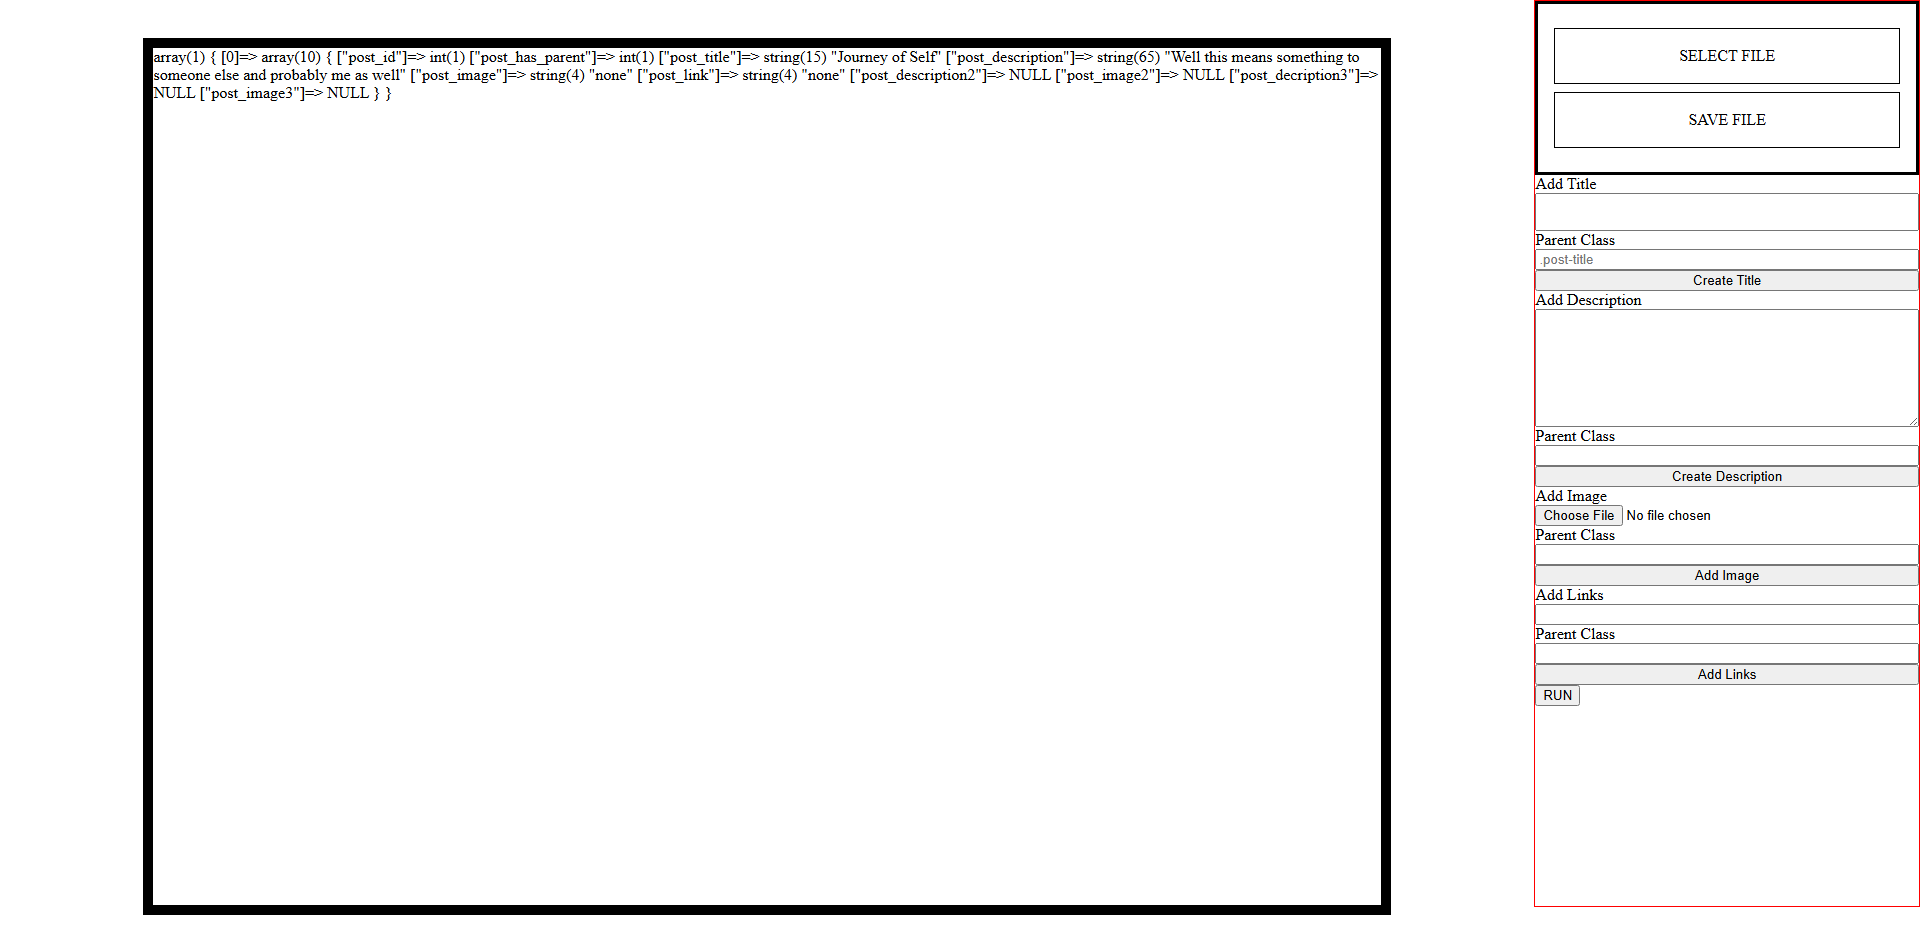 array(1) { [0]=> array(10) { ["post_id"]=> int(1) ["post_has_parent"]=> int(1) ["post_title"]=> string(15) "Journey of Self" ["post_description"]=> string(65) "Well this means something to
someone else and probably me as well" ["post_image"]=> string(4) "none" ["post_link"]=> string(4) "none" ["post_description2"]=> NULL ["post_image2"]=> NULL ["post_decription3"]=>
NULL ["post_image3"]=> NULL } }
SELECT FILE
SAVE FILE
Add Title
Parent Class
.post-title
Create Title
Add Description
Parent Class
Create Description
Add Image
Choose File No file chosen
Parent Class
Add Image
Add Links
Parent Class
Add Links
RUN